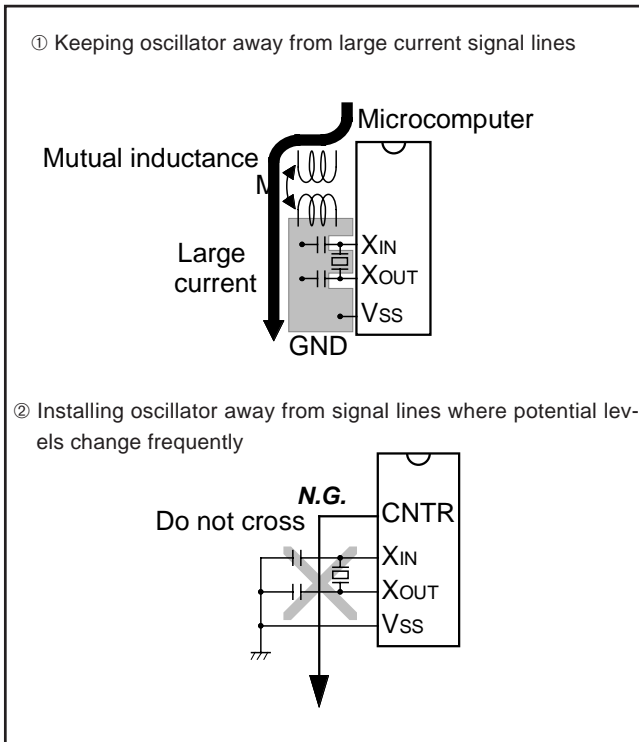 ① Keeping oscillator away from large current signal lines
Microcomputer
Mutual inductance
M
Large
current
XIN
XOUT
VSS
GND
② Installing oscillator away from signal lines where potential lev-
els change frequently
N.G.
Do not cross
CNTR
XIN
XOUT
VSS